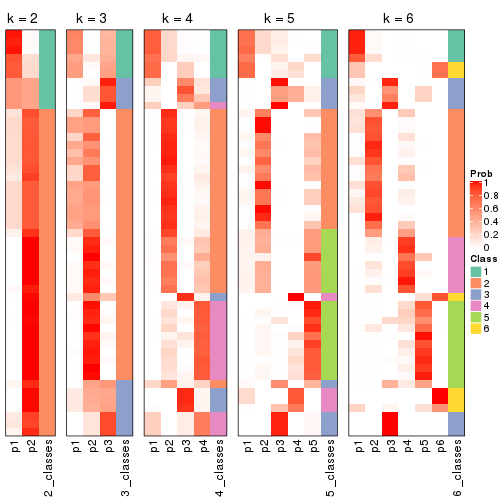 k = 2
k = 3
k = 4
k = 5
k = 6
p1
p2
2_classes
p1
p2
p3
3_classes
p1
p2
p3
p4
4_classes
p1
p2
p3
p4
p5
5_classes
p1
p2
p3
p4
p5
p6
6_classes
Prob
1
0.8
0.6
0.4
0.2
0
Class
1
2
3
4
5
6